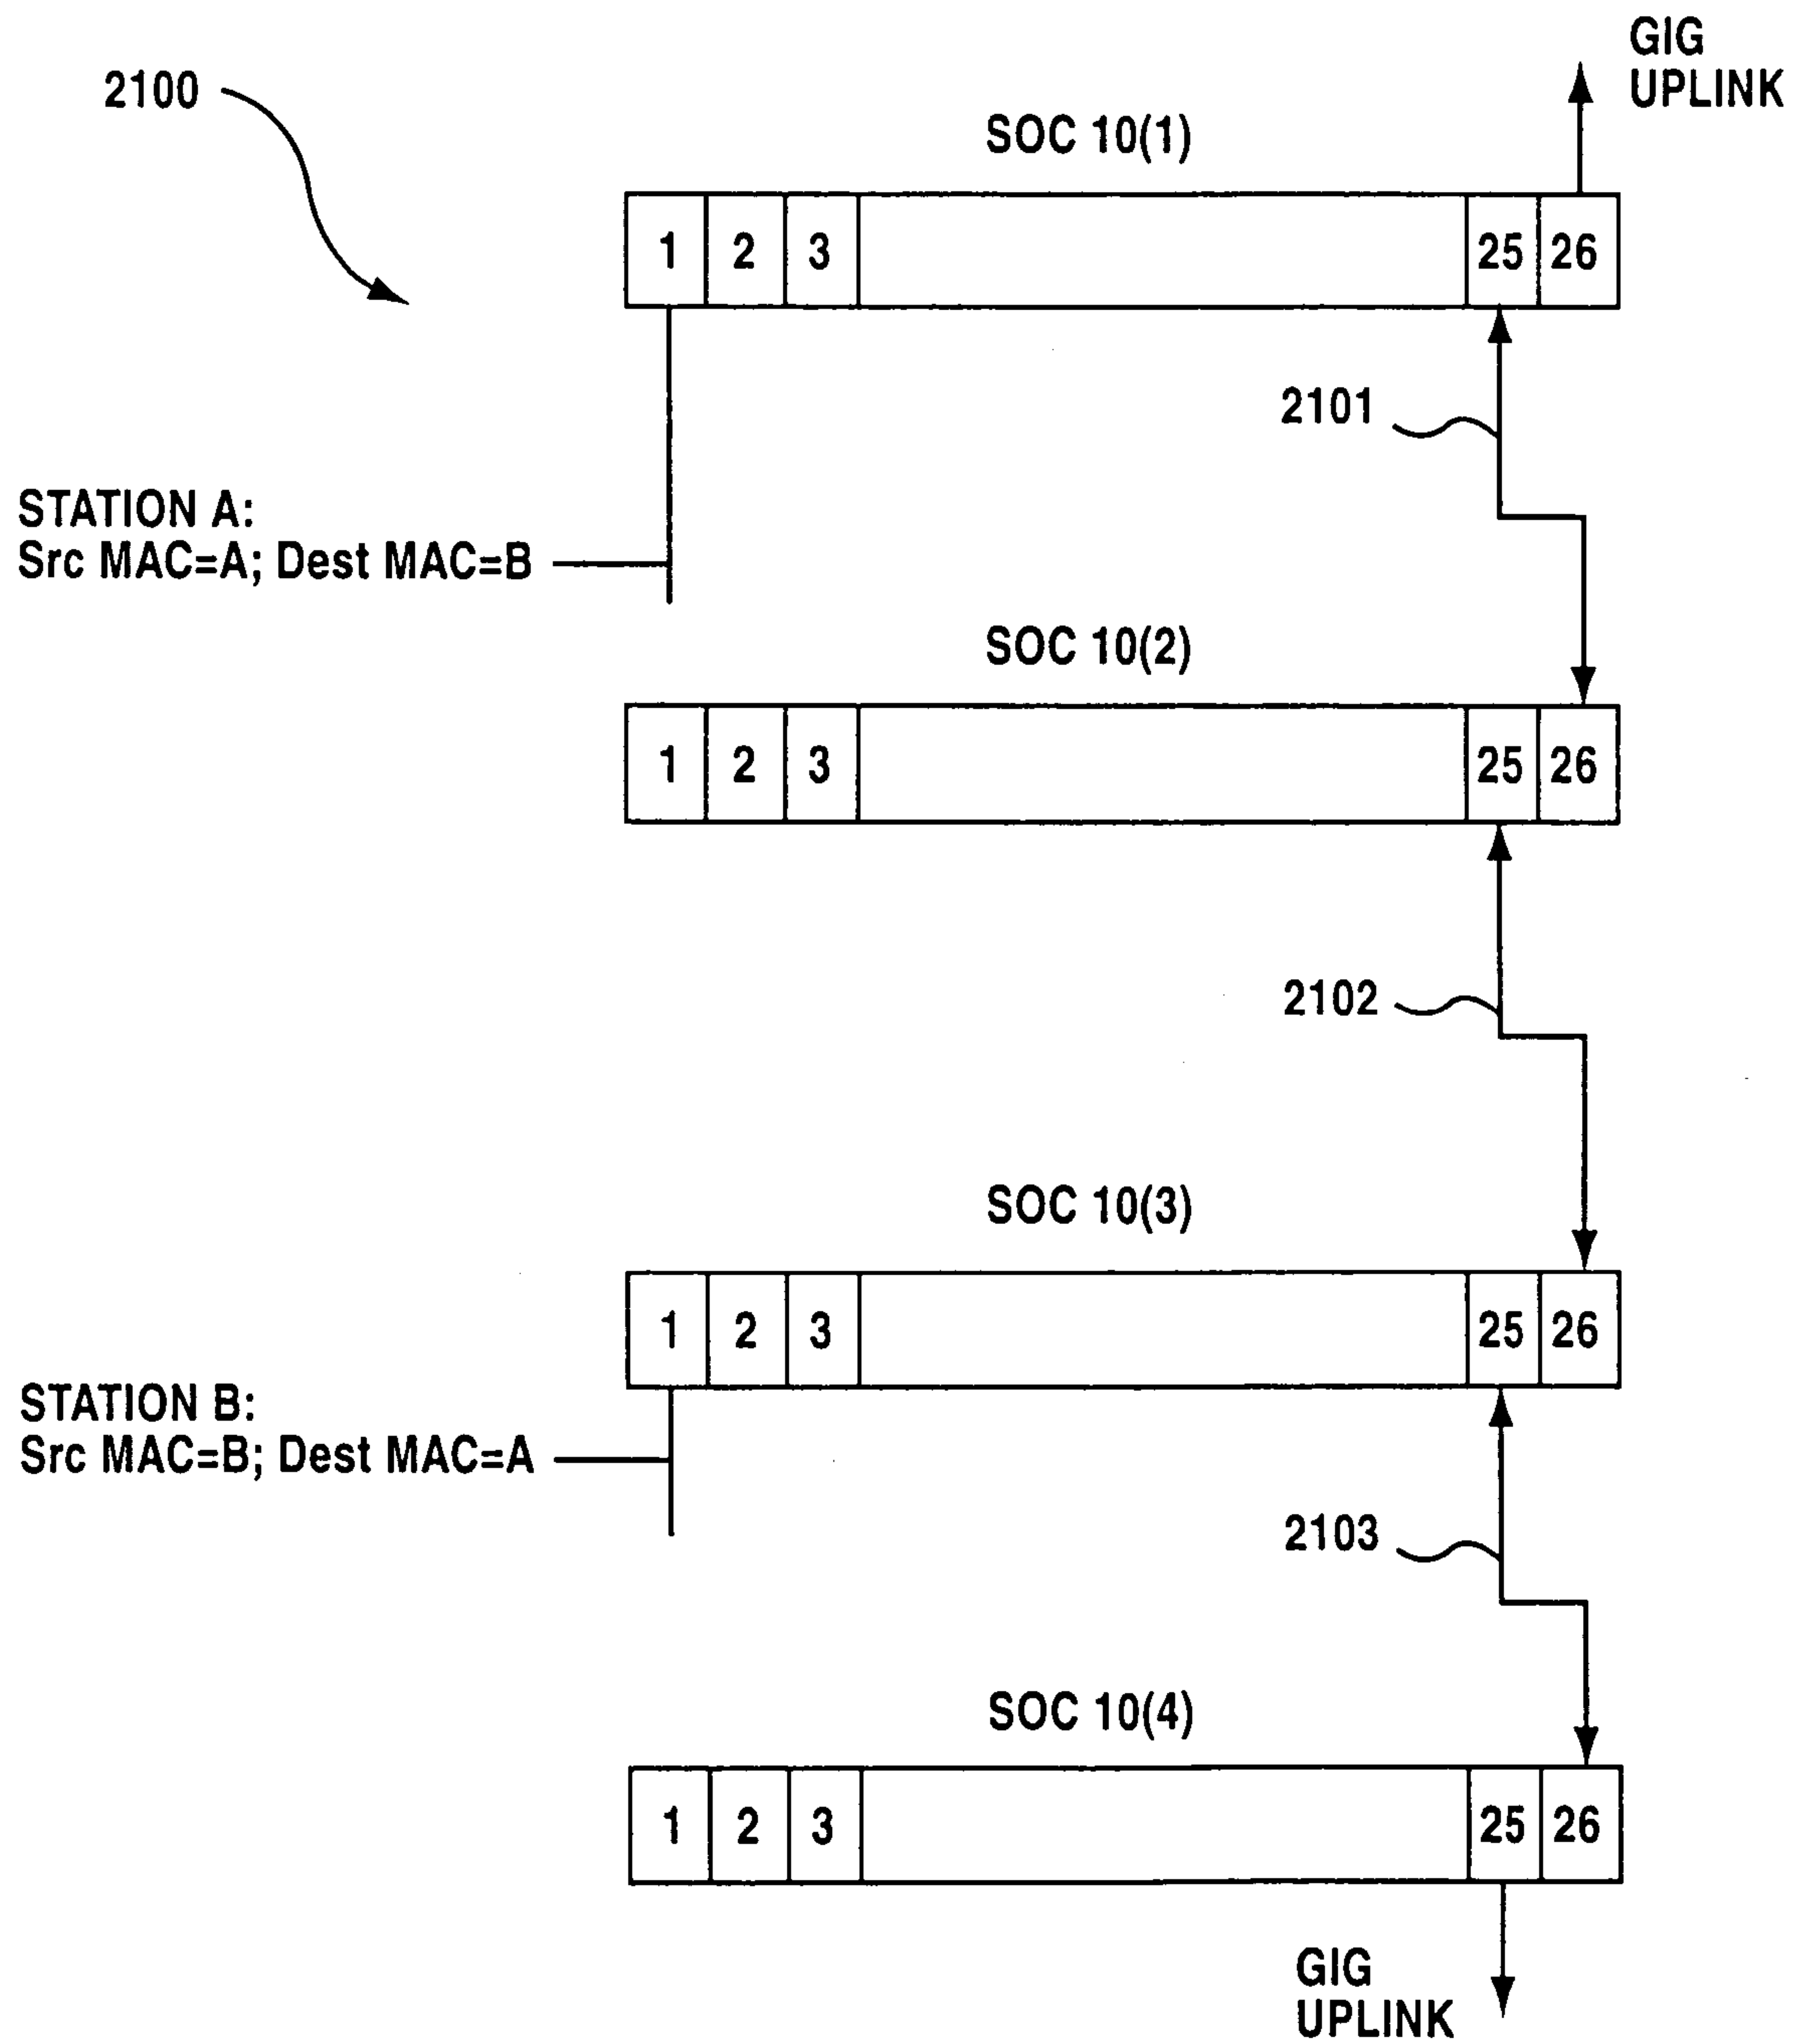 GIG
UPLINK
2100
SOC 10(1)
1 2 3 25 26
2101
STATION A:
Src MAC=A; Dest MAC=B
SOC 10(2)
1 2 3 25 26
2102
SOC 10(3)
1 2 3 25 26
STATION B:
Src MAC=B; Dest MAC=A
2103
SOC 10(4)
1 2 3 25 26
GIG
UPLINK